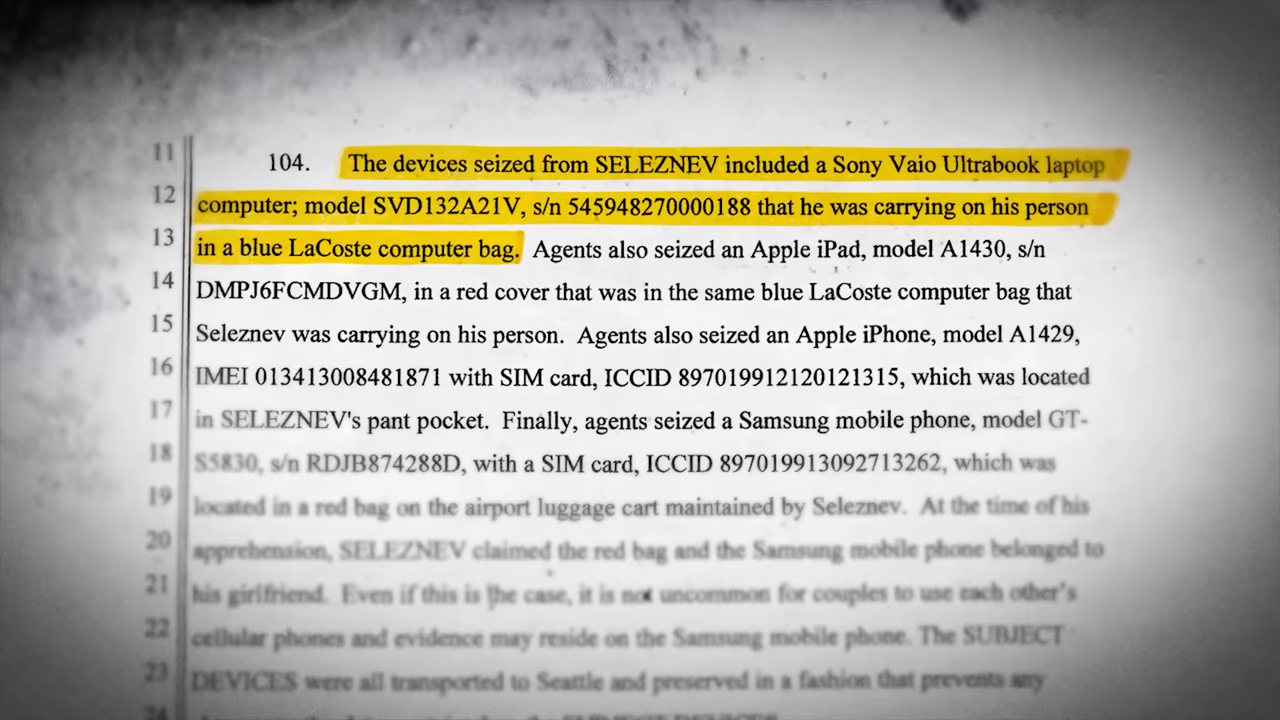 11 104. The devices seized from SELEZNEV included a Sony Vaio Ultrabook laptop
12 computer; model SVD132A21V, s/n 545948270000188 that he was carrying on his person
13 in a blue LaCoste computer bag. Agents also seized an Apple iPad, model A1430, s/n
14 DMPJ6FCMDVGM, in a red cover that was in the same blue LaCoste computer bag that
15 Seleznev was carrying on his person. Agents also seized an Apple iPhone, model A1429,
16 IMEI 013413008481871 with SIM card, ICCID 897019912120121315, which was located
17 in SELEZNEV's pant pocket. Finally, agents seized a Samsung mobile phone, model GT-
18 S5830, s/n RDJB874288D, with a SIM card, ICCID 897019913092713262, which was
19 located in a red bag on the airport luggage cart maintained by Seleznev. At the time of his
20 apprehension, SELEZNEV claimed the red bag and the Samsung mobile phone belonged to
21 his girlfriend. Even if this is the case, it is not uncommon for couples to use each other's
22 cellular phones and evidence may reside on the Samsung mobile phone. The SUBJECT
23 DEVICES were all transported to Seattle and preserved in a fashion that prevents any
24